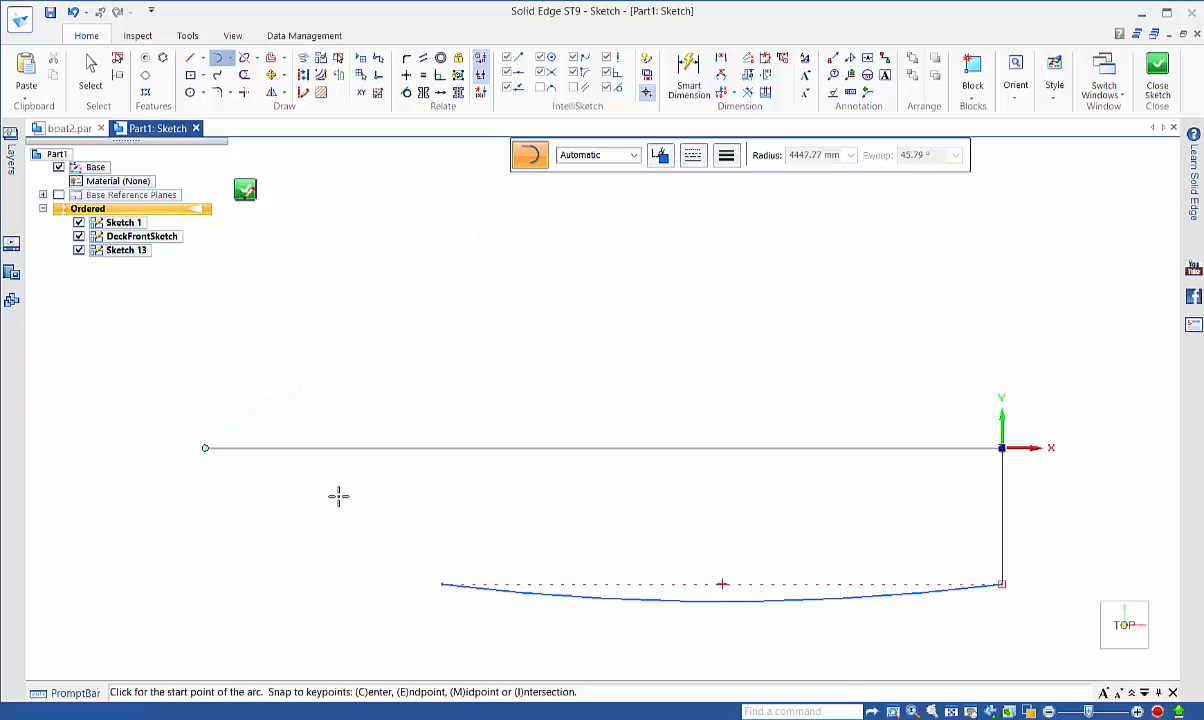 Solid Edge ST9 - Sketch - [Part1: Sketch]
Home Inspect Tools View Data Management
Paste
Clipboard
Select
Select
Features
Draw
Relate
IntelliSketch
Smart Dimension
Dimension
Annotation
Arrange
Block
Blocks
Orient
Style
Switch Windows
Window
Close Sketch
Close
boat2.par
Part1: Sketch
Layers
Learn Solid Edge
You Tube
Automatic
Radius: 4447.77 mm
Sweep: 45.79 °
Part1
Base
Material (None)
Base Reference Planes
Ordered
Sketch 1
DeckFrontSketch
Sketch 13
Y
X
TOP
PromptBar
Click for the start point of the arc. Snap to keypoints: (C)enter, (E)ndpoint, (M)idpoint or (I)ntersection.
Find a command